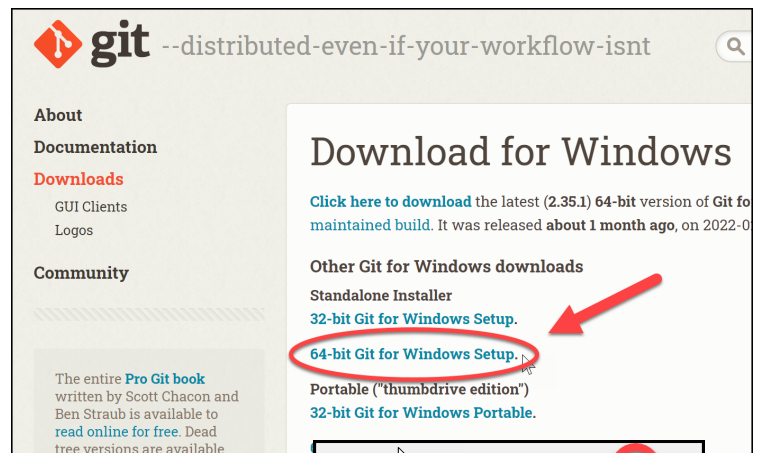 git --distributed-even-if-your-workflow-isnt
About
Documentation
Downloads
GUI Clients
Logos
Community
The entire Pro Git book
written by Scott Chacon and
Ben Straub is available to
read online for free. Dead
tree versions are available
Download for Windows
Click here to download the latest (2.35.1) 64-bit version of Git fo
maintained build. It was released about 1 month ago, on 2022-0
Other Git for Windows downloads
Standalone Installer
32-bit Git for Windows Setup.
64-bit Git for Windows Setup.
Portable ("thumbdrive edition")
32-bit Git for Windows Portable.